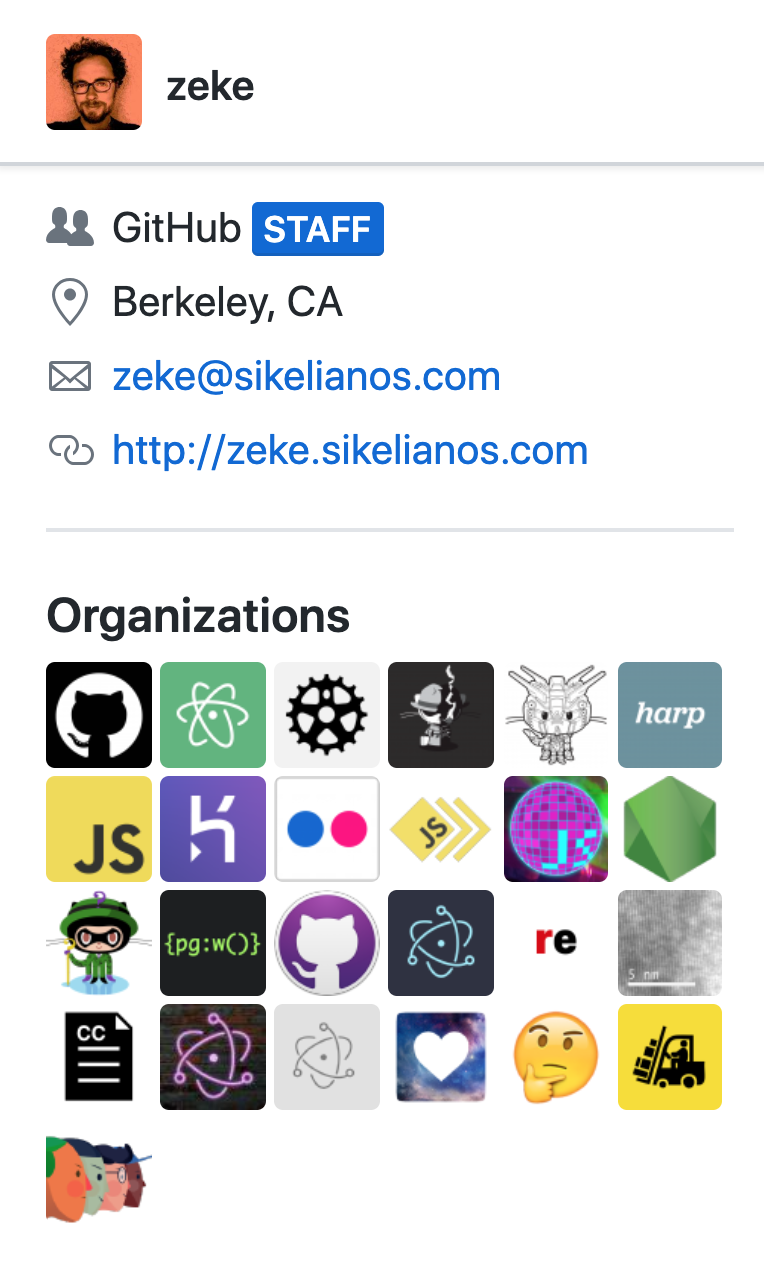 zeke
GitHub STAFF
Berkeley, CA
zeke@sikelianos.com
http://zeke.sikelianos.com
Organizations
harp
JS
JS
JS
{pg:w()}
re
5 nm
CC